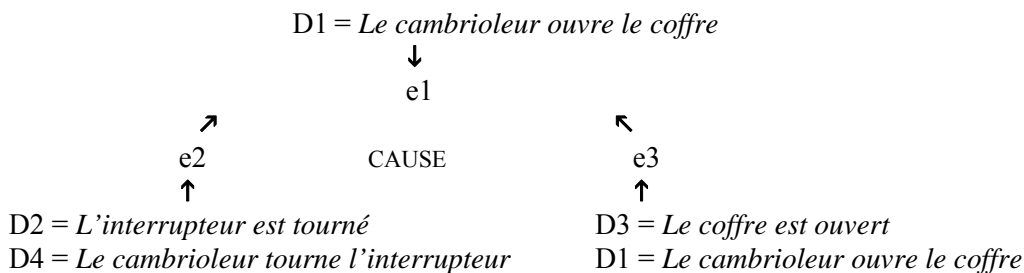 D1 = Le cambrioleur ouvre le coffre
e1
e2 CAUSE e3
D2 = L’interrupteur est tourné D3 = Le coffre est ouvert
D4 = Le cambrioleur tourne l’interrupteur D1 = Le cambrioleur ouvre le coffre